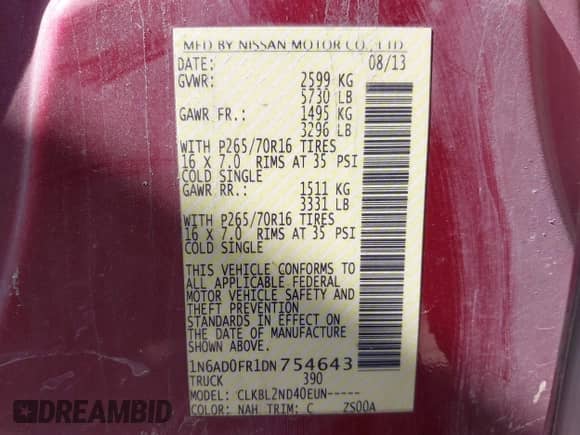 MFD BY NISSAN MOTOR CO., LTD.
DATE: 08/13
GVWR: 2599 KG
5730 LB
GAWR FR.: 1495 KG
3296 LB
WITH P265/70R16 TIRES
16 X 7.0 RIMS AT 35 PSI
COLD SINGLE
GAWR RR.: 1511 KG
3331 LB
WITH P265/70R16 TIRES
16 X 7.0 RIMS AT 35 PSI
COLD SINGLE
THIS VEHICLE CONFORMS TO
ALL APPLICABLE FEDERAL
MOTOR VEHICLE SAFETY AND
THEFT PREVENTION
STANDARDS IN EFFECT ON
THE DATE OF MANUFACTURE
SHOWN ABOVE.
1N6AD0FR1DN754643
TRUCK 390
MODEL: CLKBL2ND40EUN-----
COLOR: NAH TRIM: C ZS00A
DREAMBID